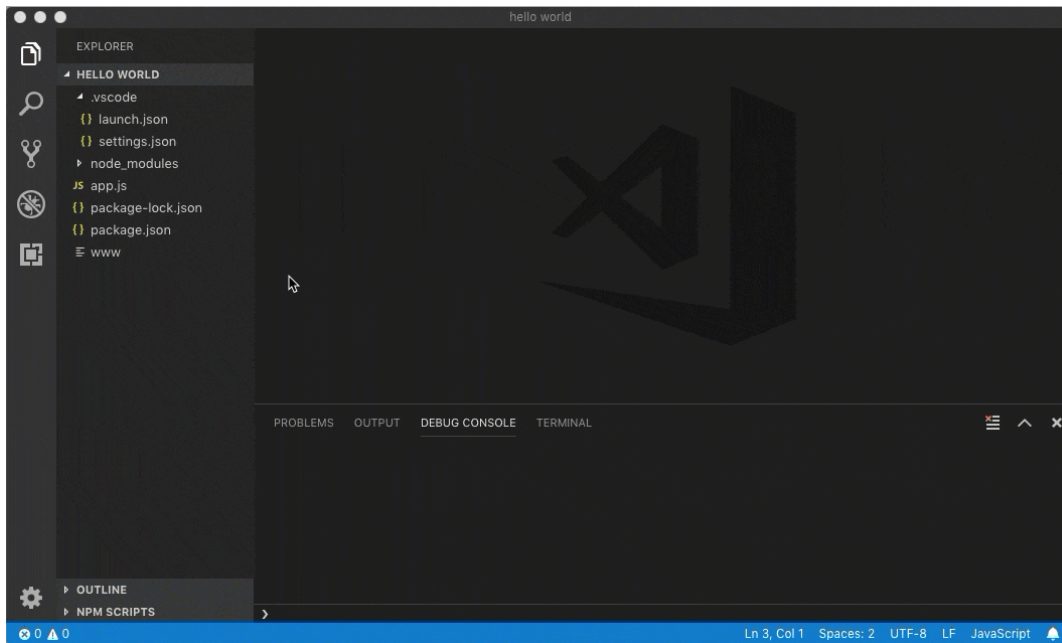 hello world
EXPLORER
HELLO WORLD
.vscode
{} launch.json
{} settings.json
node_modules
JS app.js
{} package-lock.json
{} package.json
www
PROBLEMS OUTPUT DEBUG CONSOLE TERMINAL
OUTLINE
NPM SCRIPTS
0 0 Ln 3, Col 1 Spaces: 2 UTF-8 LF JavaScript